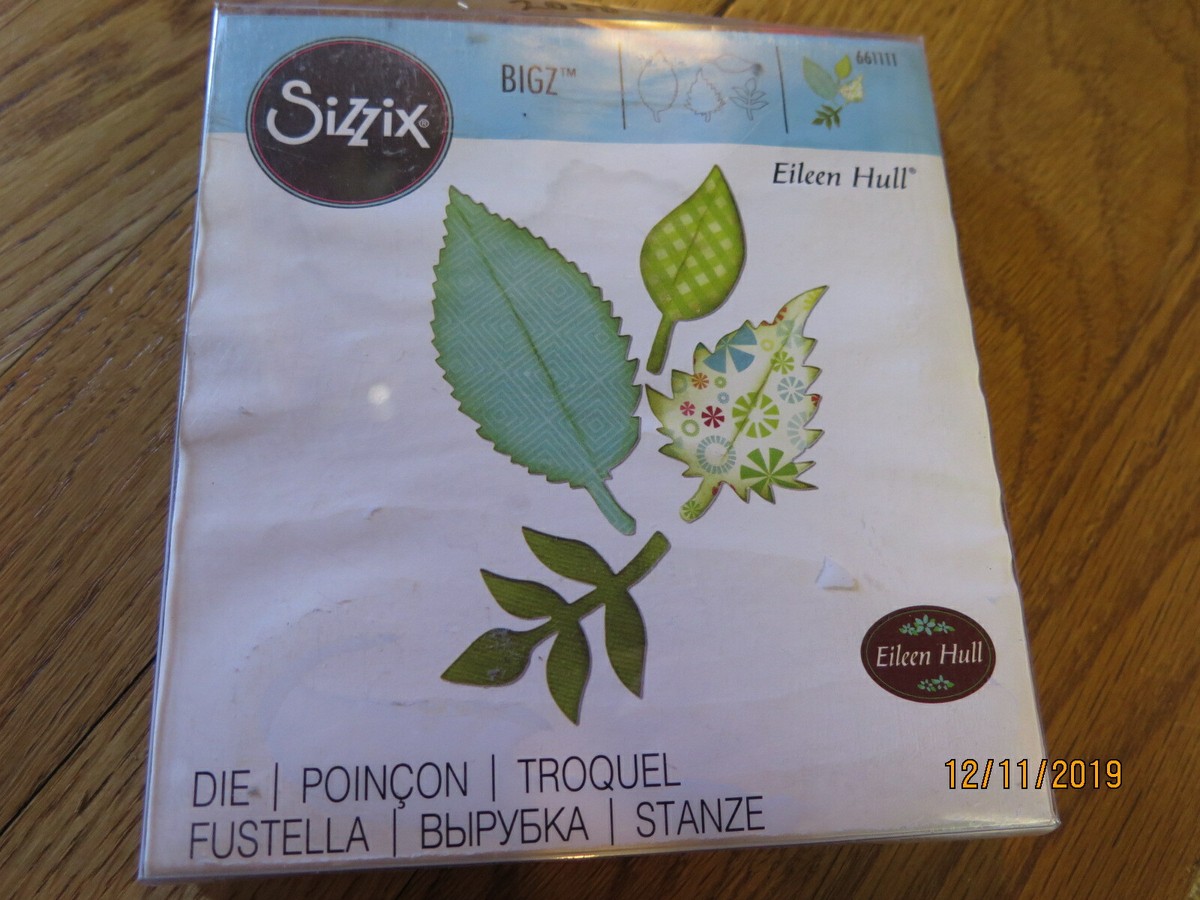 Sizzix®
BIGZ™
661111
Eileen Hull®
Eileen Hull
DIE | POINÇON | TROQUEL
FUSTELLA | ВЫРУБКА | STANZE
12/11/2019